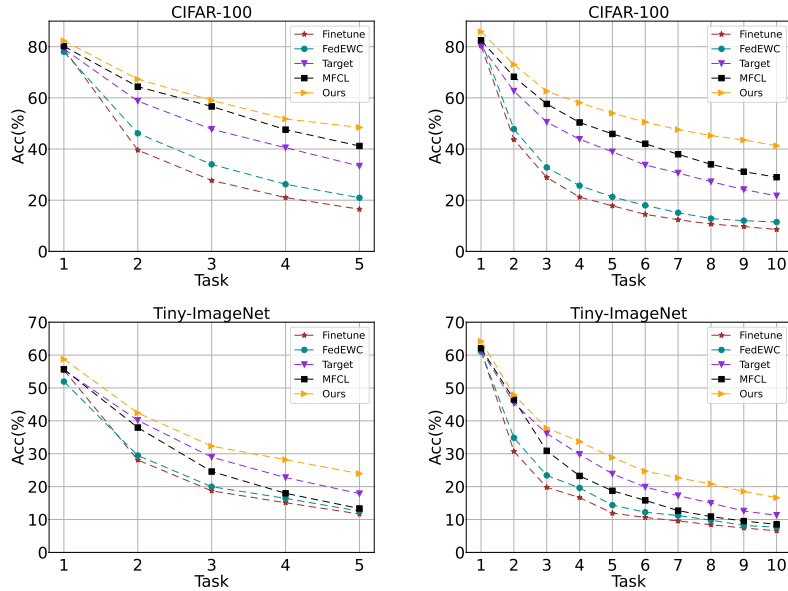 CIFAR-100
Acc(%)
80
60
40
20
0
1 2 3 4 5
Task
Finetune
FedEWC
Target
MFCL
Ours
CIFAR-100
Acc(%)
80
60
40
20
0
1 2 3 4 5 6 7 8 9 10
Task
Finetune
FedEWC
Target
MFCL
Ours
Tiny-ImageNet
Acc(%)
70
60
50
40
30
20
10
0
1 2 3 4 5
Task
Finetune
FedEWC
Target
MFCL
Ours
Tiny-ImageNet
Acc(%)
70
60
50
40
30
20
10
0
1 2 3 4 5 6 7 8 9 10
Task
Finetune
FedEWC
Target
MFCL
Ours